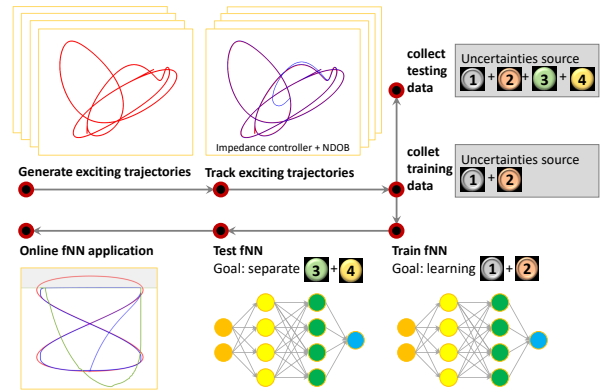 collect
testing
data
Uncertainties source
1 + 2 + 3 + 4
Impedance controller + NDOB
Generate exciting trajectories
Track exciting trajectories
collet
training
data
Uncertainties source
1 + 2
Online fNN application
Test fNN
Goal: separate 3 + 4
Train fNN
Goal: learning 1 + 2